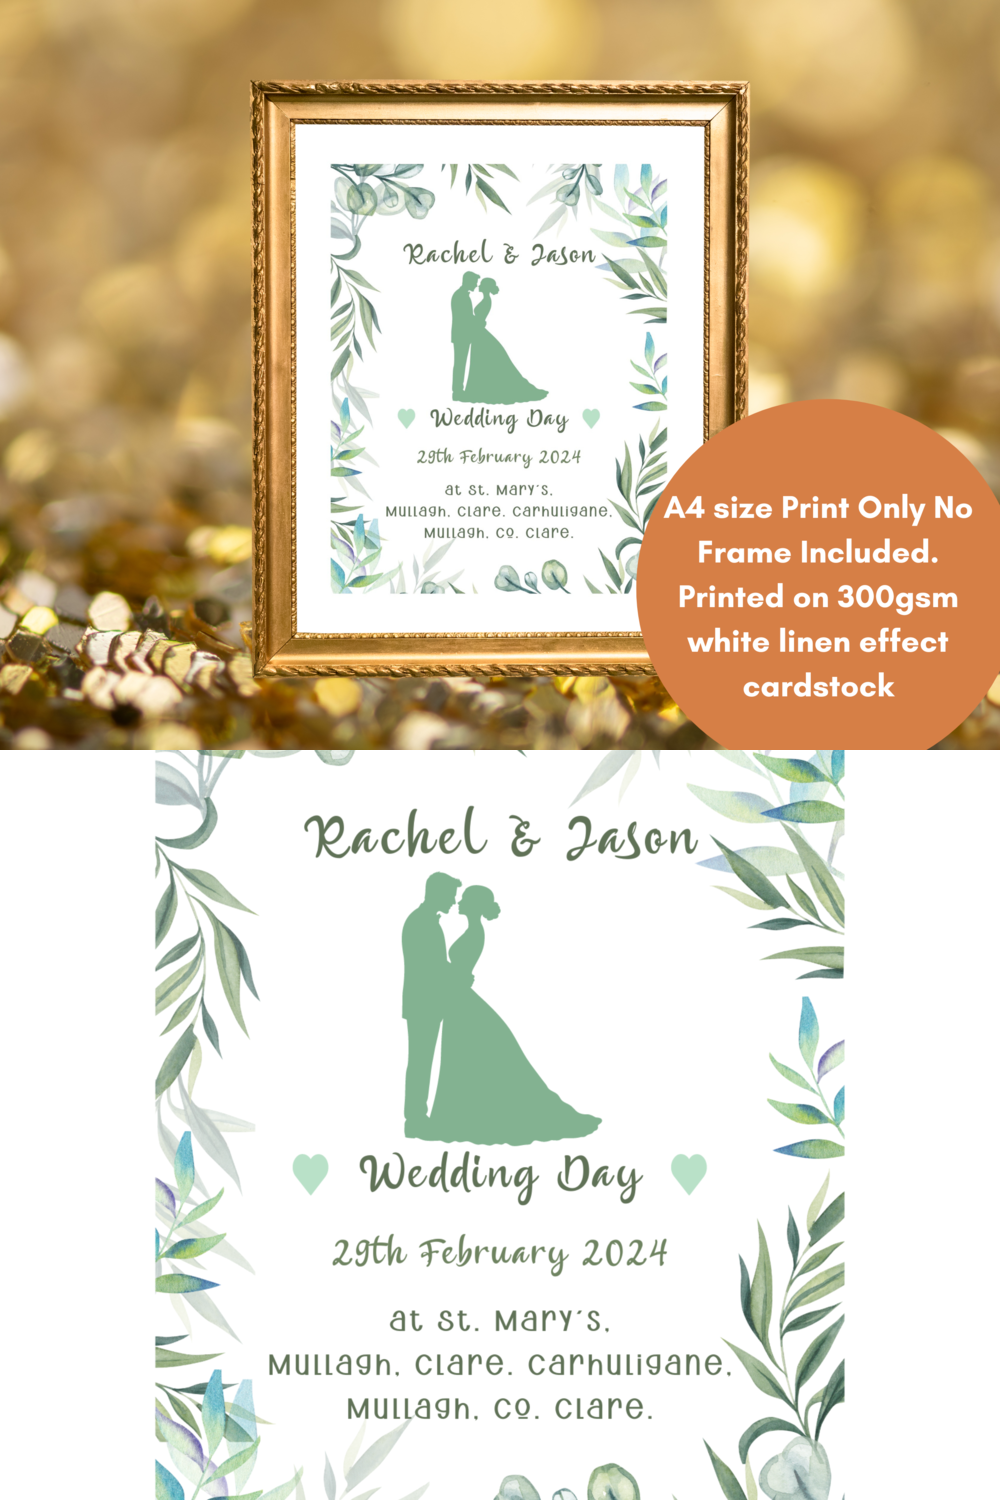 Rachel & Jason
Wedding Day
29th February 2024
at St. Mary's,
Mullagh, Clare. Carhuligane,
Mullagh, Co. Clare.
A4 size Print Only No
Frame Included.
Printed on 300gsm
white linen effect
cardstock
Rachel & Jason
Wedding Day
29th February 2024
at St. Mary's,
Mullagh, Clare. Carhuligane,
Mullagh, Co. Clare.